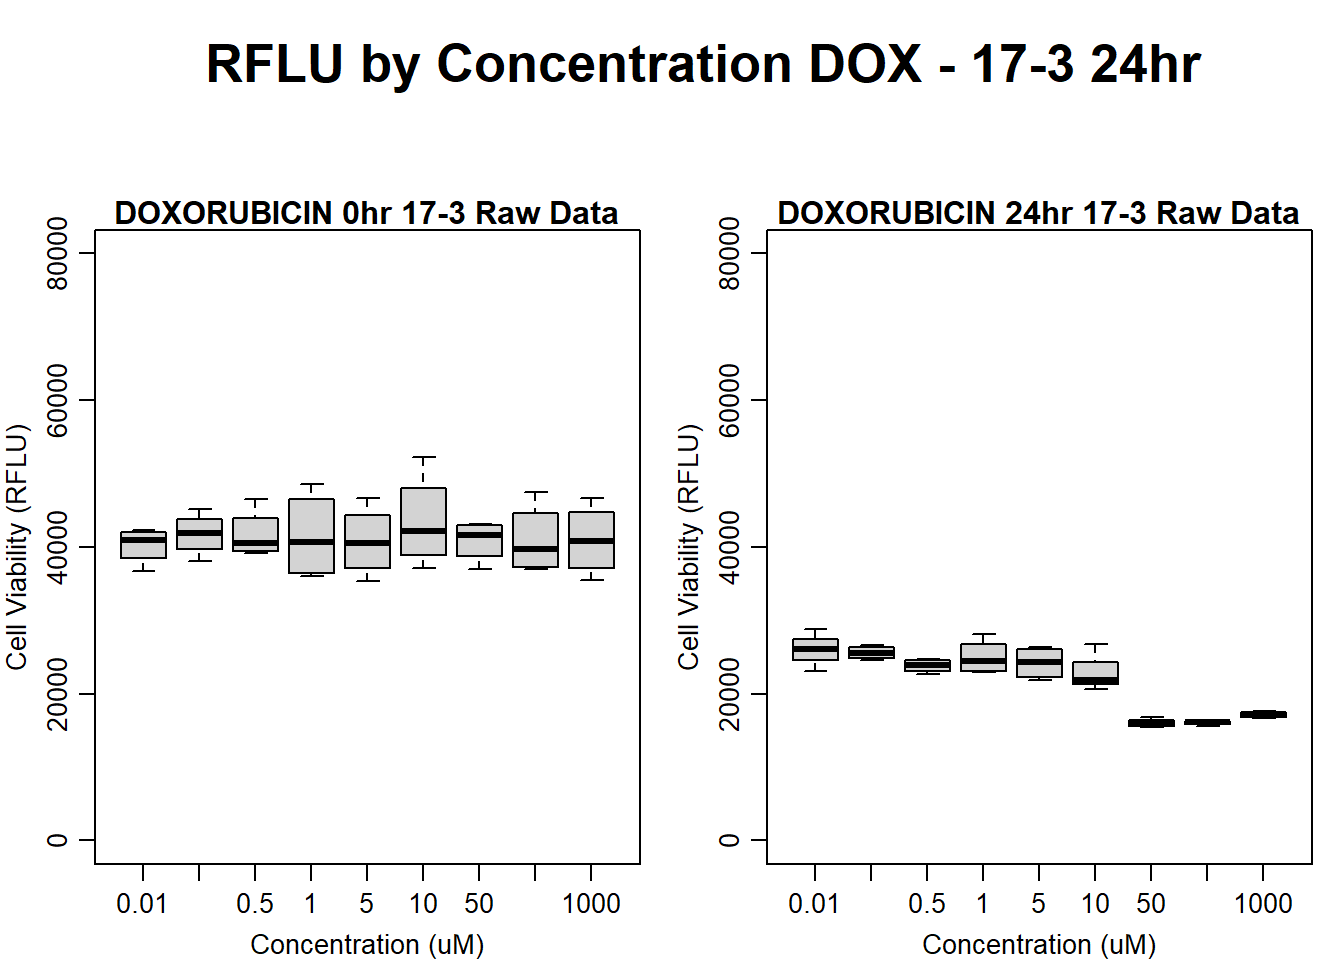 RFLU by Concentration DOX - 17-3 24hr
DOXORUBICIN 0hr 17-3 Raw Data
80000
60000
40000
20000
0
Cell Viability (RFLU)
0.01 0.5 1 5 10 50 1000
Concentration (uM)
DOXORUBICIN 24hr 17-3 Raw Data
80000
60000
40000
20000
0
Cell Viability (RFLU)
0.01 0.5 1 5 10 50 1000
Concentration (uM)